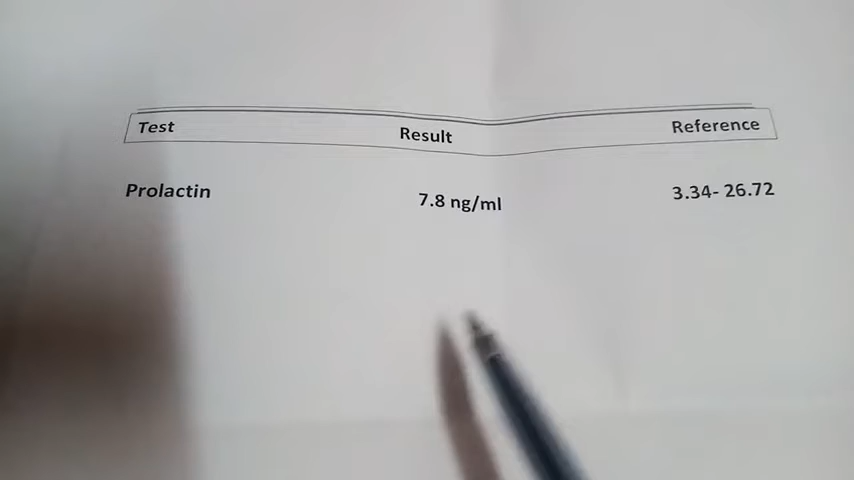 Test Result Reference
Prolactin 7.8 ng/ml 3.34- 26.72